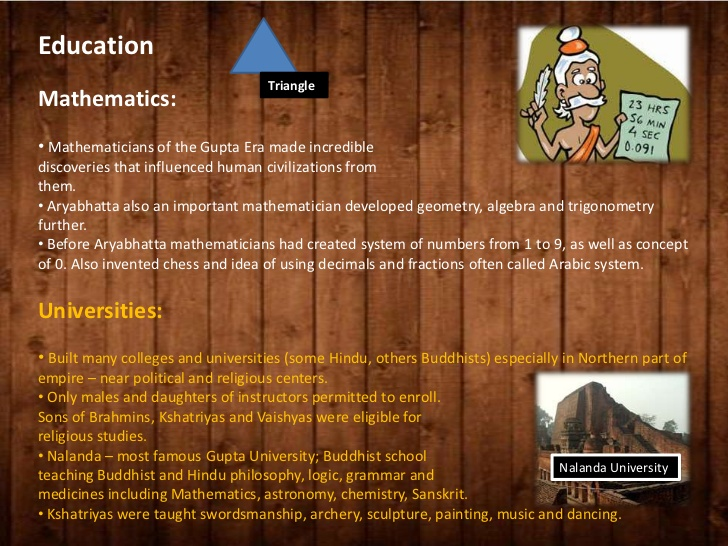 Education
Triangle
Mathematics:
• Mathematicians of the Gupta Era made incredible
discoveries that influenced human civilizations from
them.
• Aryabhatta also an important mathematician developed geometry, algebra and trigonometry
further.
• Before Aryabhatta mathematicians had created system of numbers from 1 to 9, as well as concept
of 0. Also invented chess and idea of using decimals and fractions often called Arabic system.
23 HRS
56 MIN
4 SEC
0.091
Universities:
• Built many colleges and universities (some Hindu, others Buddhists) especially in Northern part of
empire – near political and religious centers.
• Only males and daughters of instructors permitted to enroll.
Sons of Brahmins, Kshatriyas and Vaishyas were eligible for
religious studies.
• Nalanda – most famous Gupta University; Buddhist school
teaching Buddhist and Hindu philosophy, logic, grammar and
medicines including Mathematics, astronomy, chemistry, Sanskrit.
• Kshatriyas were taught swordsmanship, archery, sculpture, painting, music and dancing.
Nalanda University